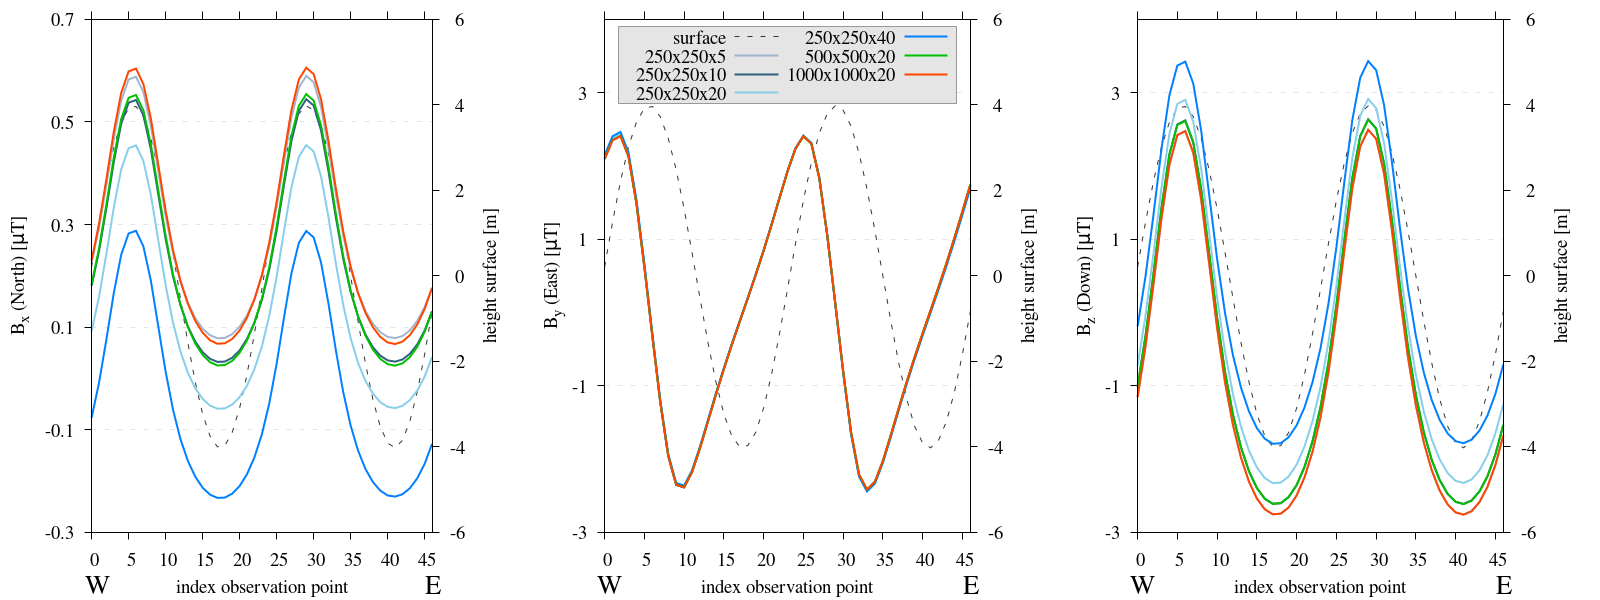 0.7
0.5
0.3
0.1
-0.1
-0.3
Bx (North) [µT]
6
4
2
0
-2
-4
-6
height surface [m]
0 5 10 15 20 25 30 35 40 45
W index observation point E
surface
250x250x5
250x250x10
250x250x20
250x250x40
500x500x20
1000x1000x20
3
1
-1
-3
By (East) [µT]
6
4
2
0
-2
-4
-6
height surface [m]
0 5 10 15 20 25 30 35 40 45
W index observation point E
3
1
-1
-3
Bz (Down) [µT]
6
4
2
0
-2
-4
-6
height surface [m]
0 5 10 15 20 25 30 35 40 45
W index observation point E